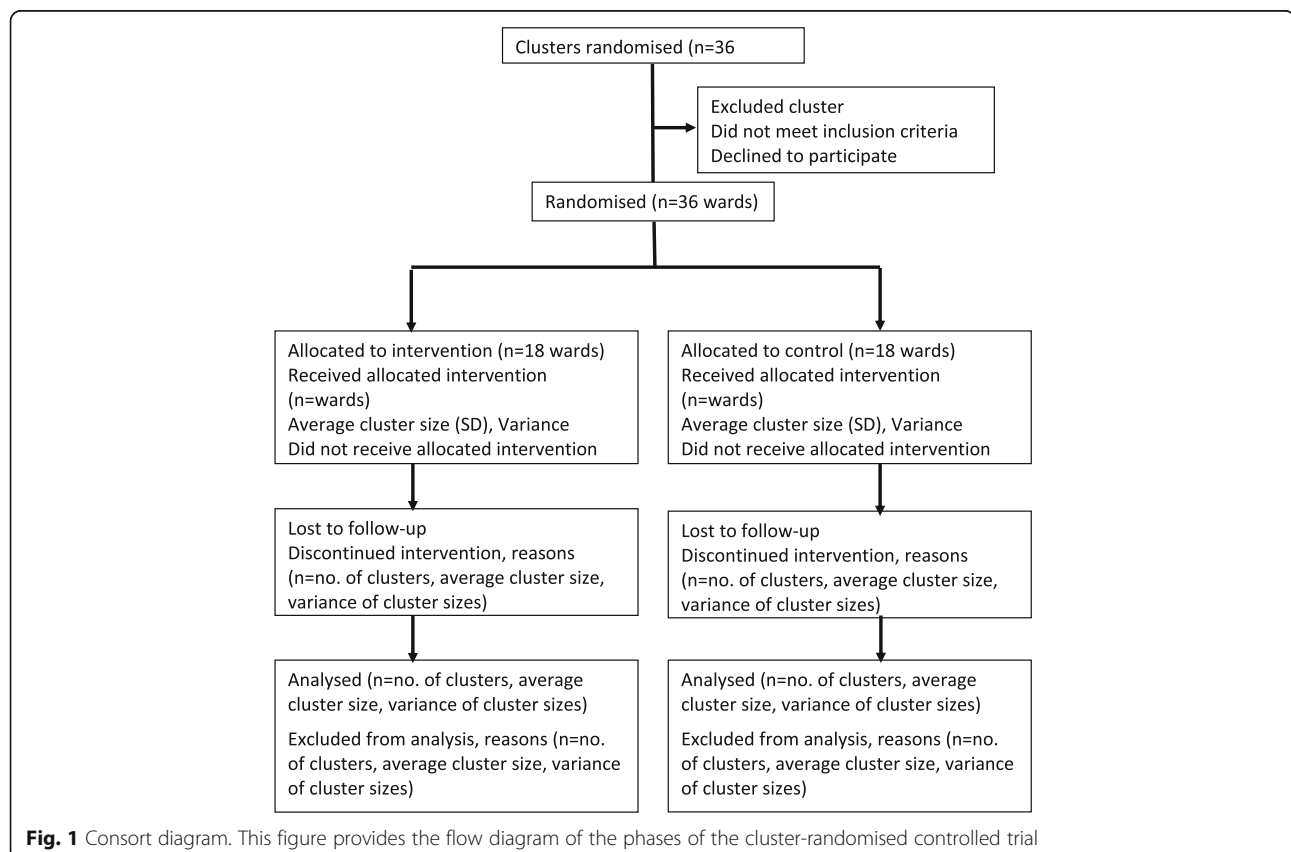 Clusters randomised (n=36
Excluded cluster
Did not meet inclusion criteria
Declined to participate
Randomised (n=36 wards)
Allocated to intervention (n=18 wards)
Received allocated intervention
(n=wards)
Average cluster size (SD), Variance
Did not receive allocated intervention
Allocated to control (n=18 wards)
Received allocated intervention
(n=wards)
Average cluster size (SD), Variance
Did not receive allocated intervention
Lost to follow-up
Discontinued intervention, reasons
(n=no. of clusters, average cluster size,
variance of cluster sizes)
Lost to follow-up
Discontinued intervention, reasons
(n=no. of clusters, average cluster size,
variance of cluster sizes)
Analysed (n=no. of clusters, average
cluster size, variance of cluster sizes)
Excluded from analysis, reasons (n=no.
of clusters, average cluster size, variance
of cluster sizes)
Analysed (n=no. of clusters, average
cluster size, variance of cluster sizes)
Excluded from analysis, reasons (n=no.
of clusters, average cluster size, variance
of cluster sizes)
Fig. 1 Consort diagram. This figure provides the flow diagram of the phases of the cluster-randomised controlled trial